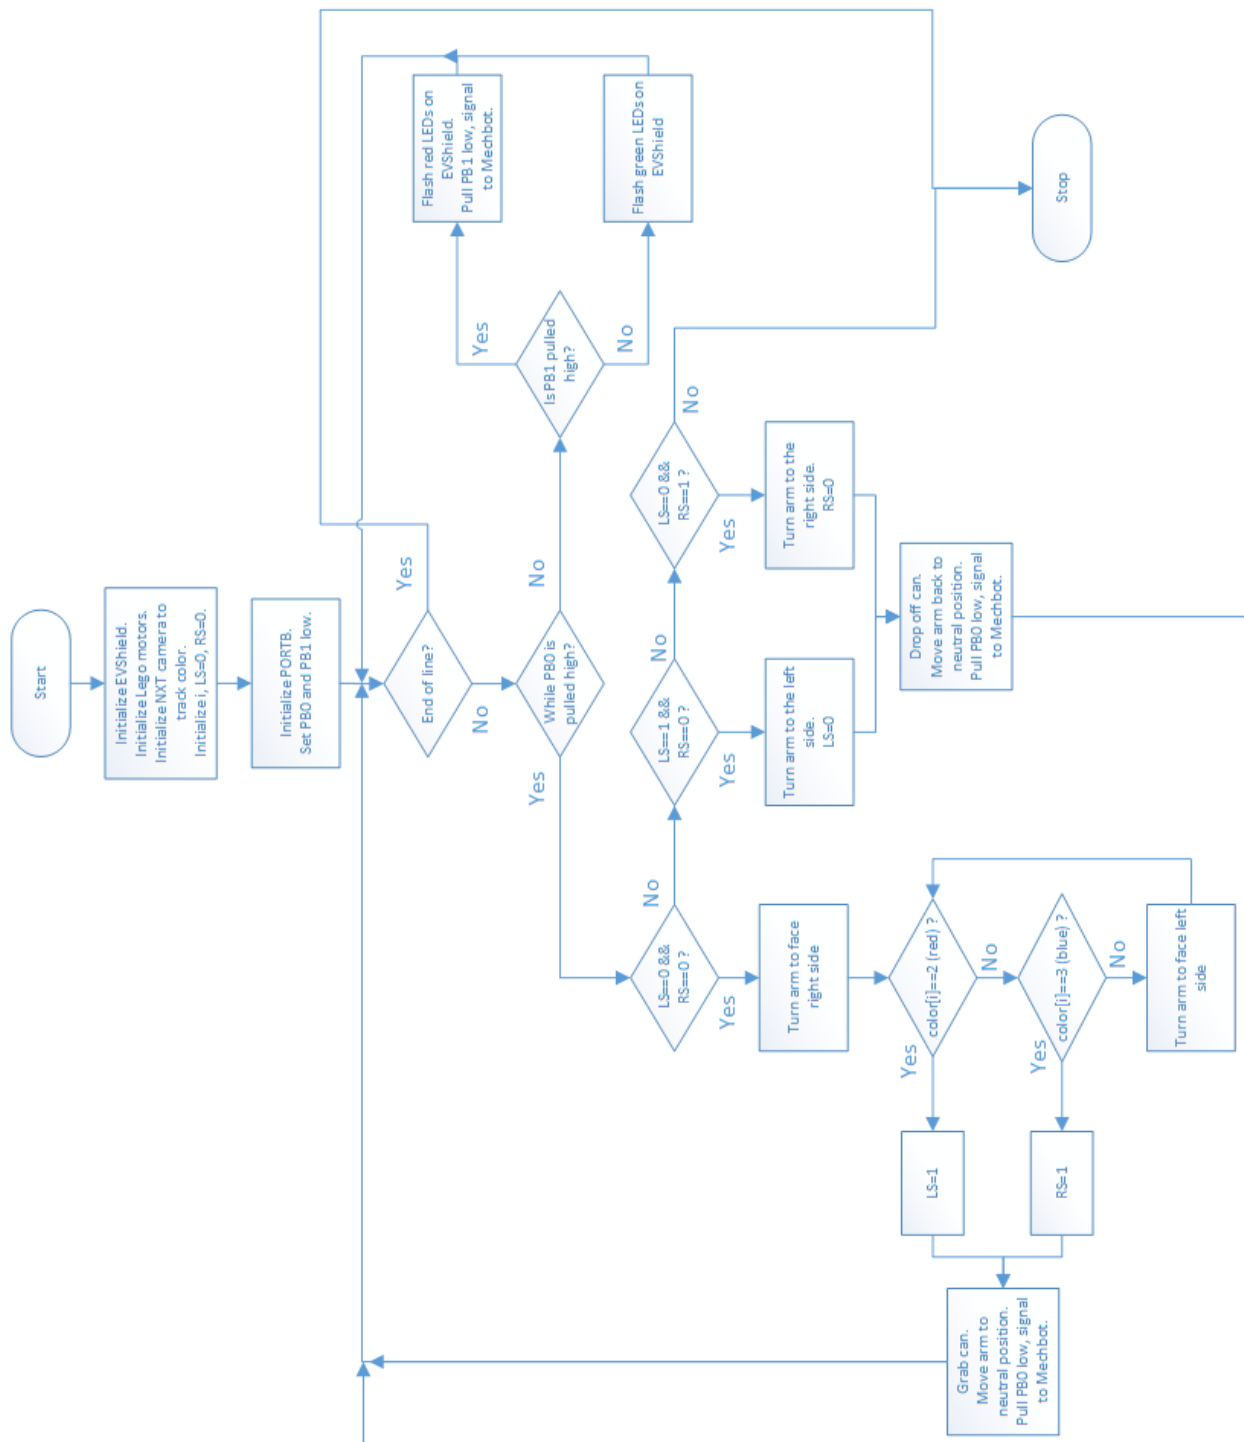 Start
Initialize EVShield.
Initialize Lego motors.
Initialize NXT camera to
track color.
Initialize i, LS=0, RS=0.
Initialize PORTB.
Set PB0 and PB1 low.
End of line?
Yes
No
While PB0 is
pulled high?
Yes
No
Is PB1 pulled
high?
Yes
No
Flash red LEDs on
EVShield.
Pull PB1 low, signal
to Mechbot.
Flash green LEDs on
EVShield
LS==0 &&
RS==0 ?
No
Yes
LS==1 &&
RS==0 ?
No
Yes
LS==0 &&
RS==1 ?
No
Yes
Turn arm to face
right side
Turn arm to the left
side.
LS=0
Turn arm to the
right side.
RS=0
Drop off can.
Move arm back to
neutral position.
Pull PB0 low, signal
to Mechbot.
color[i]==2 (red) ?
Yes
No
color[i]==3 (blue) ?
Yes
No
Turn arm to face left
side
LS=1
RS=1
Grab can.
Move arm to
neutral position.
Pull PB0 low, signal
to Mechbot.
Stop